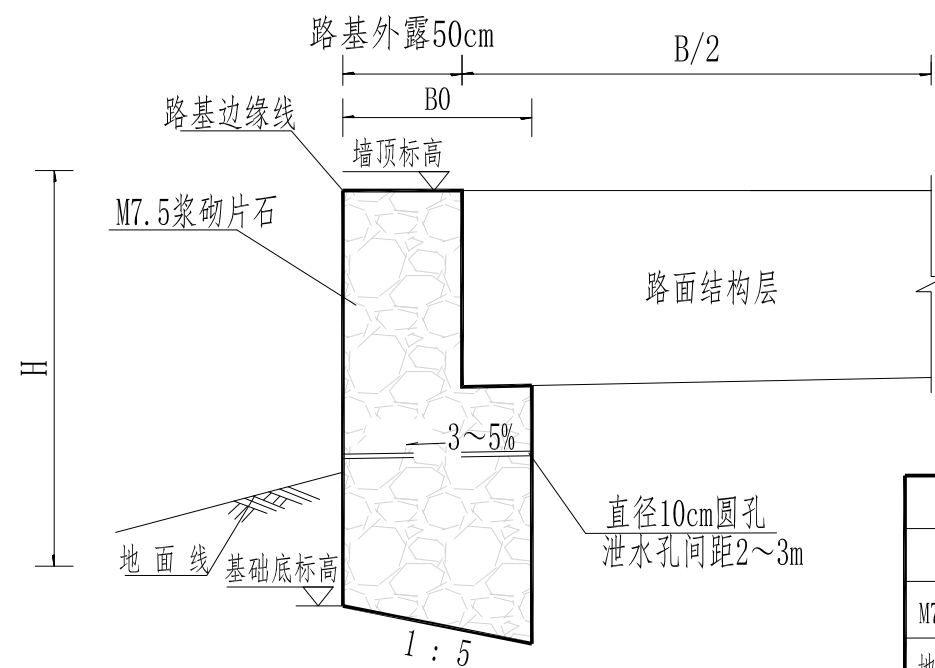 路基外露50cm
B/2
B0
路基边缘线
墙顶标高
M7.5浆砌片石
路面结构层
H
3～5%
直径10cm圆孔
泄水孔间距2～3m
地面线
基础底标高
1：5
M7